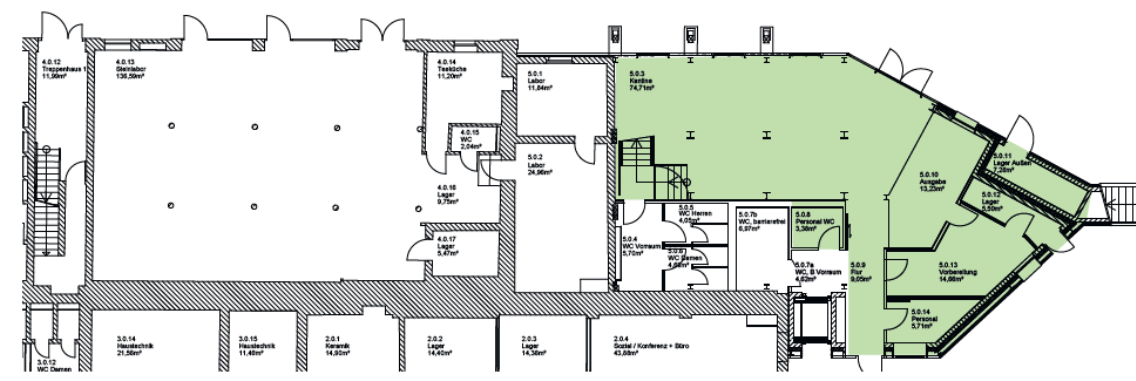 4.0.12
Treppenhaus 1
11,99m²
4.0.13
Steinlabor
136,59m²
4.0.14
Teeküche
11,20m²
4.0.15
WC
2,04m²
4.0.16
Lager
9,75m²
4.0.17
Lager
5,47m²
5.0.1
Labor
11,64m²
5.0.2
Labor
24,96m²
5.0.3
Kantine
74,71m²
5.0.4
WC Vorraum
5,70m²
5.0.5
WC Herren
4,05m²
5.0.6
WC Damen
4,68m²
5.0.7b
WC, barrierefrei
6,97m²
5.0.8
Personal WC
3,38m²
5.0.7a
WC, B Vorraum
4,62m²
5.0.9
Flur
9,05m²
5.0.10
Ausgabe
13,23m²
5.0.11
Lager Außen
7,28m²
5.0.12
Lager
5,50m²
5.0.13
Vorbereitung
14,66m²
5.0.14
Personal
5,71m²
3.0.12
WC Damen
3.0.14
Haustechnik
21,56m²
3.0.15
Haustechnik
11,46m²
2.0.1
Keramik
14,90m²
2.0.2
Lager
14,40m²
2.0.3
Lager
14,36m²
2.0.4
Sozial / Konferenz + Büro
43,88m²